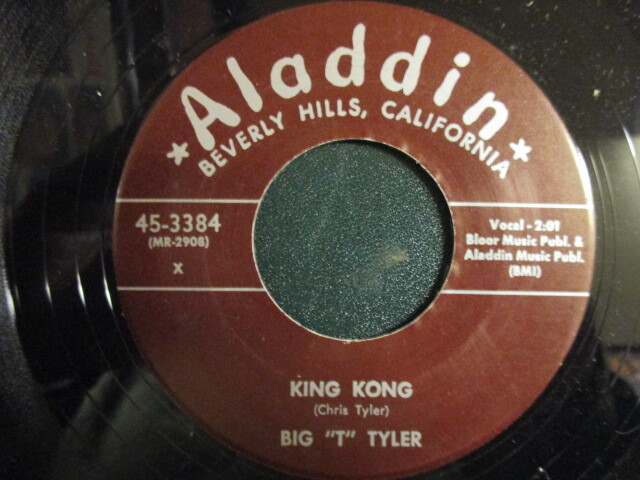 ★Aladdin★
BEVERLY HILLS, CALIFORNIA
45-3384
(MR-2908)
X
Vocal - 2:01
Bloor Music Publ. &
Aladdin Music Publ.
(BMI)
KING KONG
(Chris Tyler)
BIG "T" TYLER